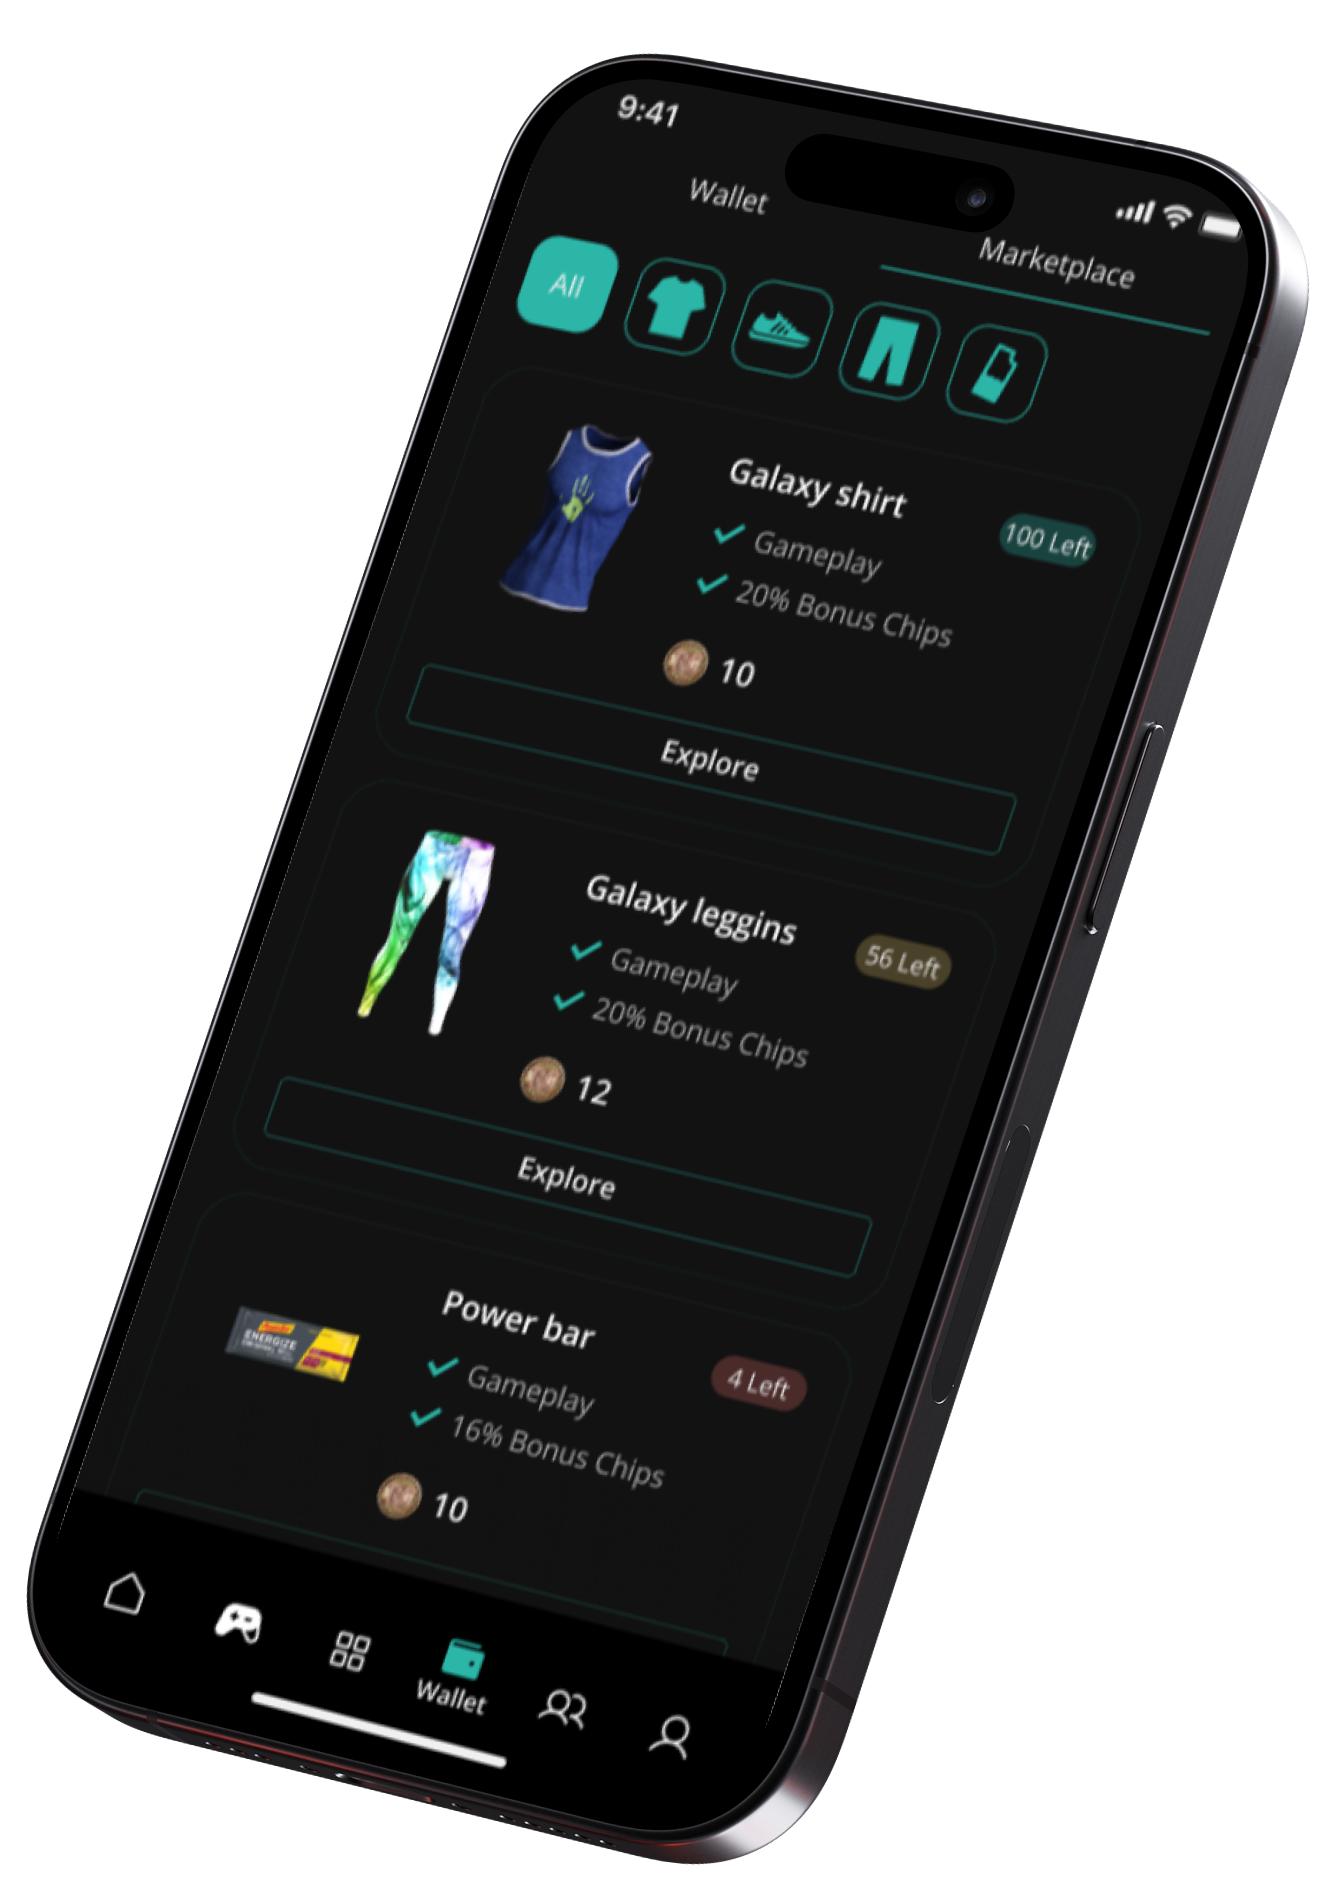 9:41
Wallet
Marketplace
All
Galaxy shirt
100 Left
Gameplay
20% Bonus Chips
10
Explore
Galaxy leggins
56 Left
Gameplay
20% Bonus Chips
12
Explore
Power bar
4 Left
ENERGIZE
Gameplay
16% Bonus Chips
10
Wallet